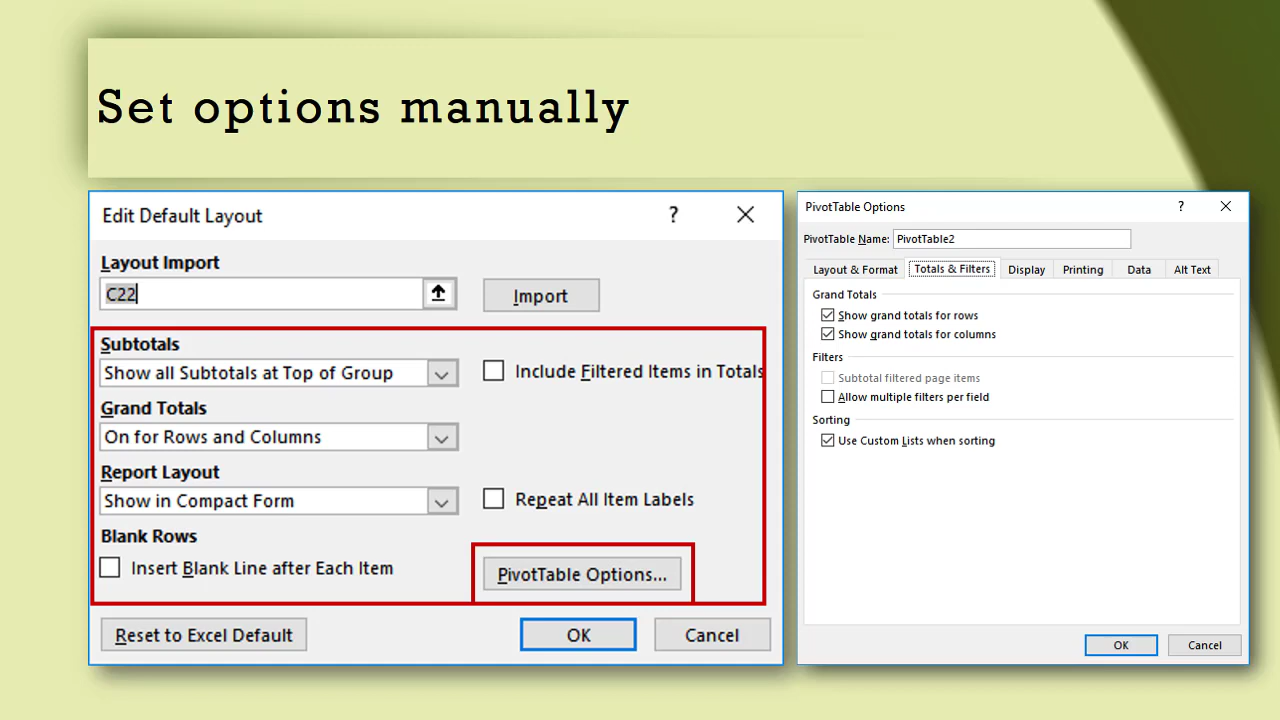 Set options manually
Edit Default Layout ?
Layout Import
C22 Import
Subtotals
Show all Subtotals at Top of Group Include Filtered Items in Totals
Grand Totals
On for Rows and Columns
Report Layout
Show in Compact Form Repeat All Item Labels
Blank Rows
Insert Blank Line after Each Item PivotTable Options...
Reset to Excel Default OK Cancel
PivotTable Options ?
PivotTable Name: PivotTable2
Layout & Format Totals & Filters Display Printing Data Alt Text
Grand Totals
Show grand totals for rows
Show grand totals for columns
Filters
Subtotal filtered page items
Allow multiple filters per field
Sorting
Use Custom Lists when sorting
OK Cancel